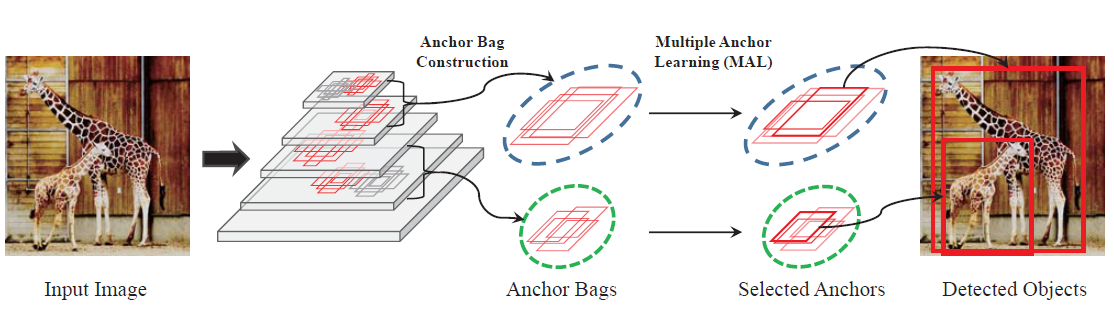 Anchor Bag
Construction
Multiple Anchor
Learning (MAL)
Input Image
Anchor Bags
Selected Anchors
Detected Objects